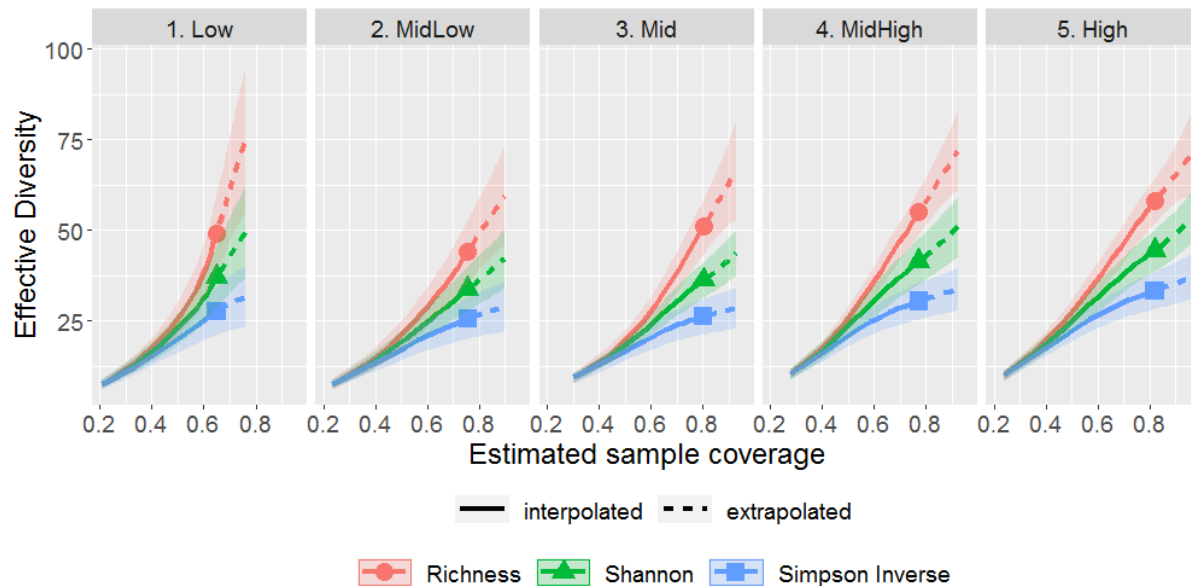 1. Low 2. MidLow 3. Mid 4. MidHigh 5. High
100
75
50
25
Effective Diversity
0.2 0.4 0.6 0.8 0.2 0.4 0.6 0.8 0.2 0.4 0.6 0.8 0.2 0.4 0.6 0.8 0.2 0.4 0.6 0.8
Estimated sample coverage
interpolated extrapolated
Richness Shannon Simpson Inverse